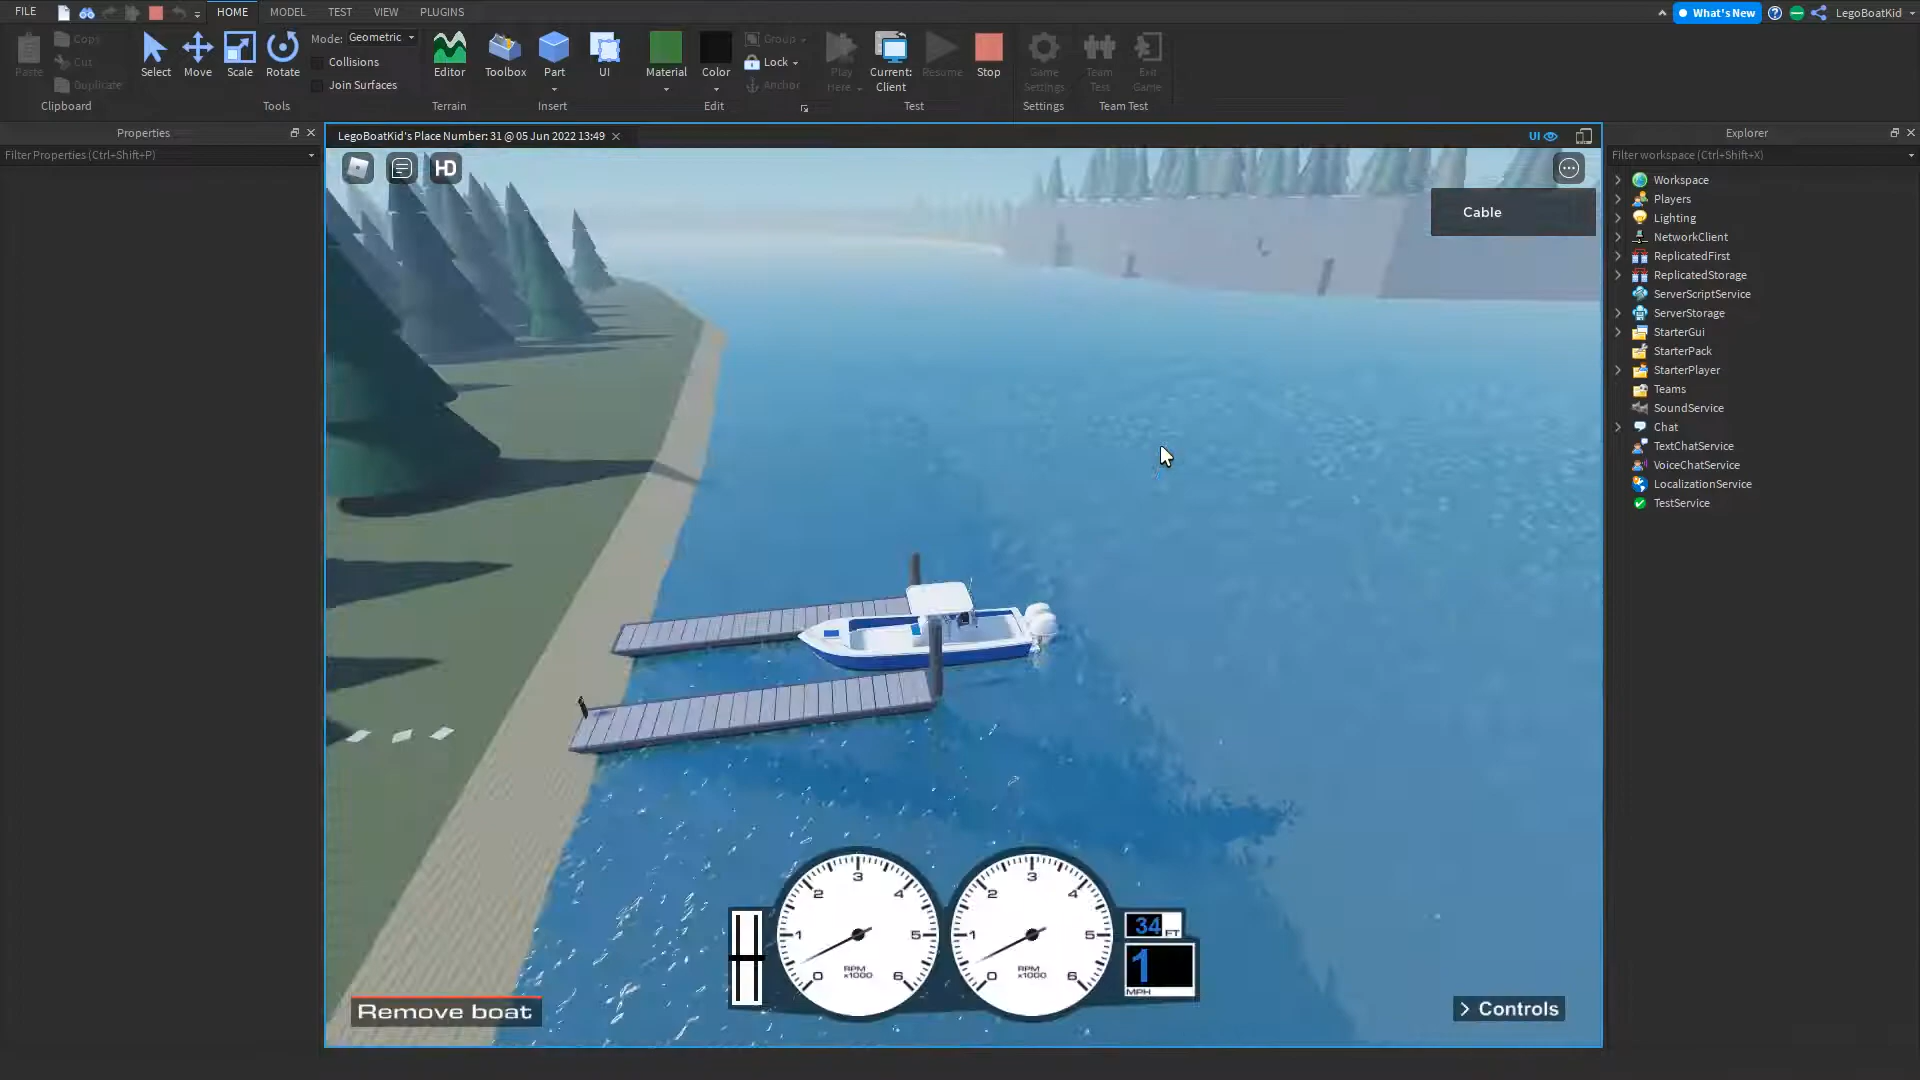 FILE HOME MODEL TEST VIEW PLUGINS What's New LegoBoatKid
Paste Copy Cut Duplicate Select Move Scale Rotate Mode: Geometric Collisions Join Surfaces Editor Toolbox Part UI Material Color Group Lock Anchor Play Here Current: Client Resume Stop Game Settings Team Test Exit Game
Clipboard Tools Terrain Insert Edit Test Settings Team Test
Properties
Filter Properties (Ctrl+Shift+P)
LegoBoatKid's Place Number: 31 @ 05 Jun 2022 13:49
UI
HD
Cable
0 1 2 3 4 5 6
RPM
x1000
0 1 2 3 4 5 6
RPM
x1000
34 FT
1
MPH
Remove boat
> Controls
Explorer
Filter workspace (Ctrl+Shift+X)
Workspace
Players
Lighting
NetworkClient
ReplicatedFirst
ReplicatedStorage
ServerScriptService
ServerStorage
StarterGui
StarterPack
StarterPlayer
Teams
SoundService
Chat
TextChatService
VoiceChatService
LocalizationService
TestService